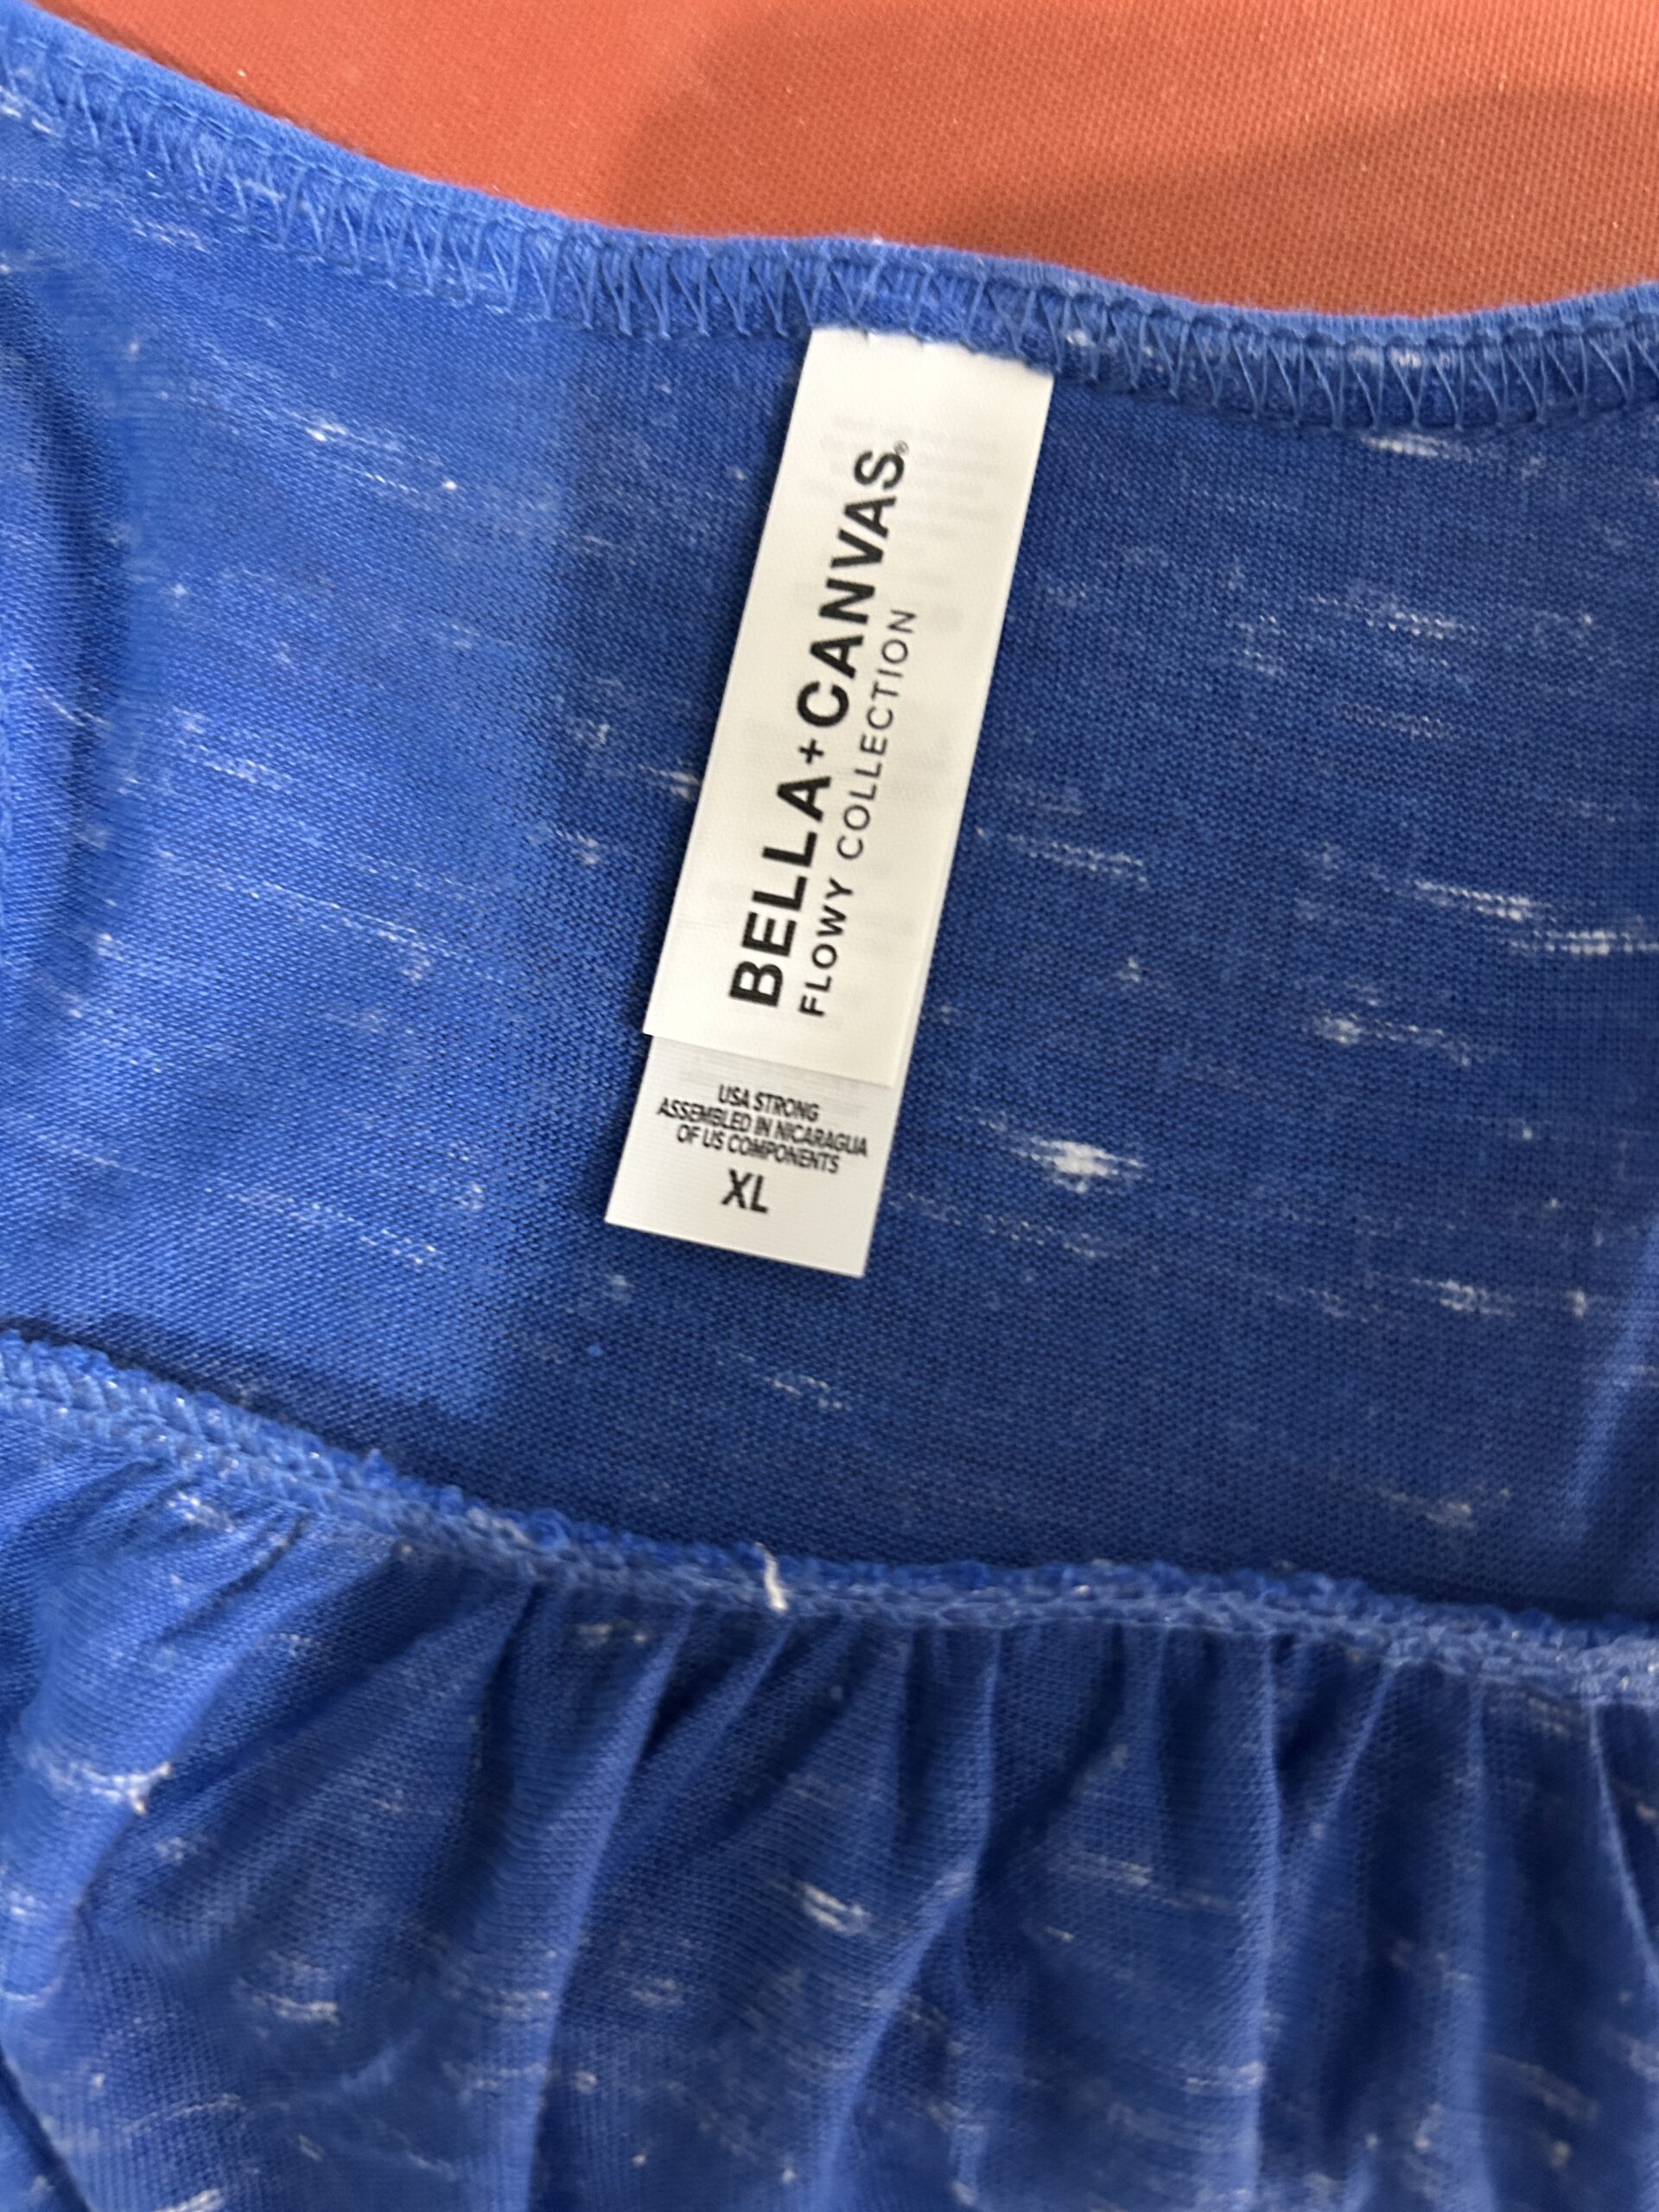 BELLA+CANVAS®
FLOWY COLLECTION
USA STRONG
ASSEMBLED IN NICARAGUA
OF US COMPONENTS
XL